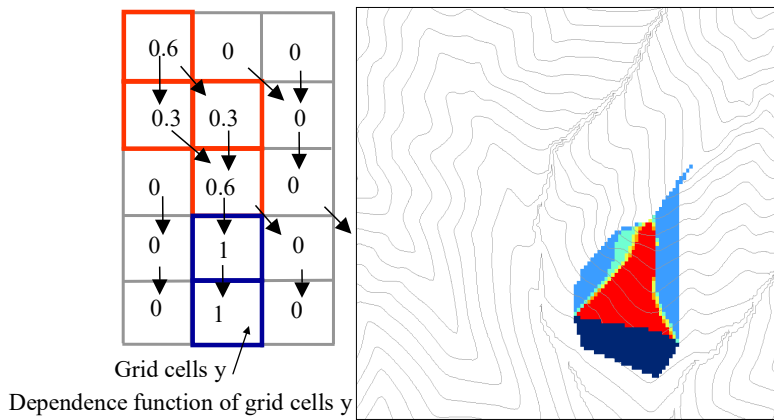 0.6 0 0
0.3 0.3 0
0 0.6 0
0 1 0
0 1 0
Grid cells y
Dependence function of grid cells y